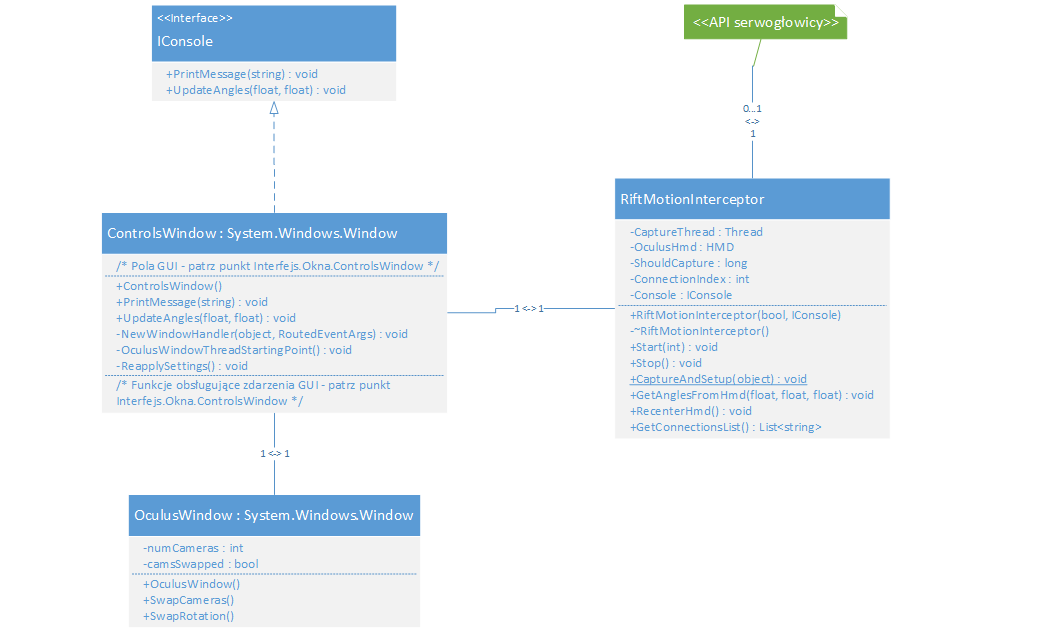 <<Interface>>
IConsole
+PrintMessage(string) : void
+UpdateAngles(float, float) : void
<<API serwogłowicy>>
0...1
<->
1
ControlsWindow : System.Windows.Window
/* Pola GUI - patrz punkt Interfejs.Okna.ControlsWindow */
+ControlsWindow()
+PrintMessage(string) : void
+UpdateAngles(float, float) : void
-NewWindowHandler(object, RoutedEventArgs) : void
-OculusWindowThreadStartingPoint() : void
-ReapplySettings() : void
/* Funkcje obsługujące zdarzenia GUI - patrz punkt
Interfejs.Okna.ControlsWindow */
1 <-> 1
RiftMotionInterceptor
-CaptureThread : Thread
-OculusHmd : HMD
-ShouldCapture : long
-ConnectionIndex : int
-Console : IConsole
+RiftMotionInterceptor(bool, IConsole)
-~RiftMotionInterceptor()
+Start(int) : void
+Stop() : void
+CaptureAndSetup(object) : void
+GetAnglesFromHmd(float, float, float) : void
+RecenterHmd() : void
+GetConnectionsList() : List<string>
1 <-> 1
OculusWindow : System.Windows.Window
-numCameras : int
-camsSwapped : bool
+OculusWindow()
+SwapCameras()
+SwapRotation()